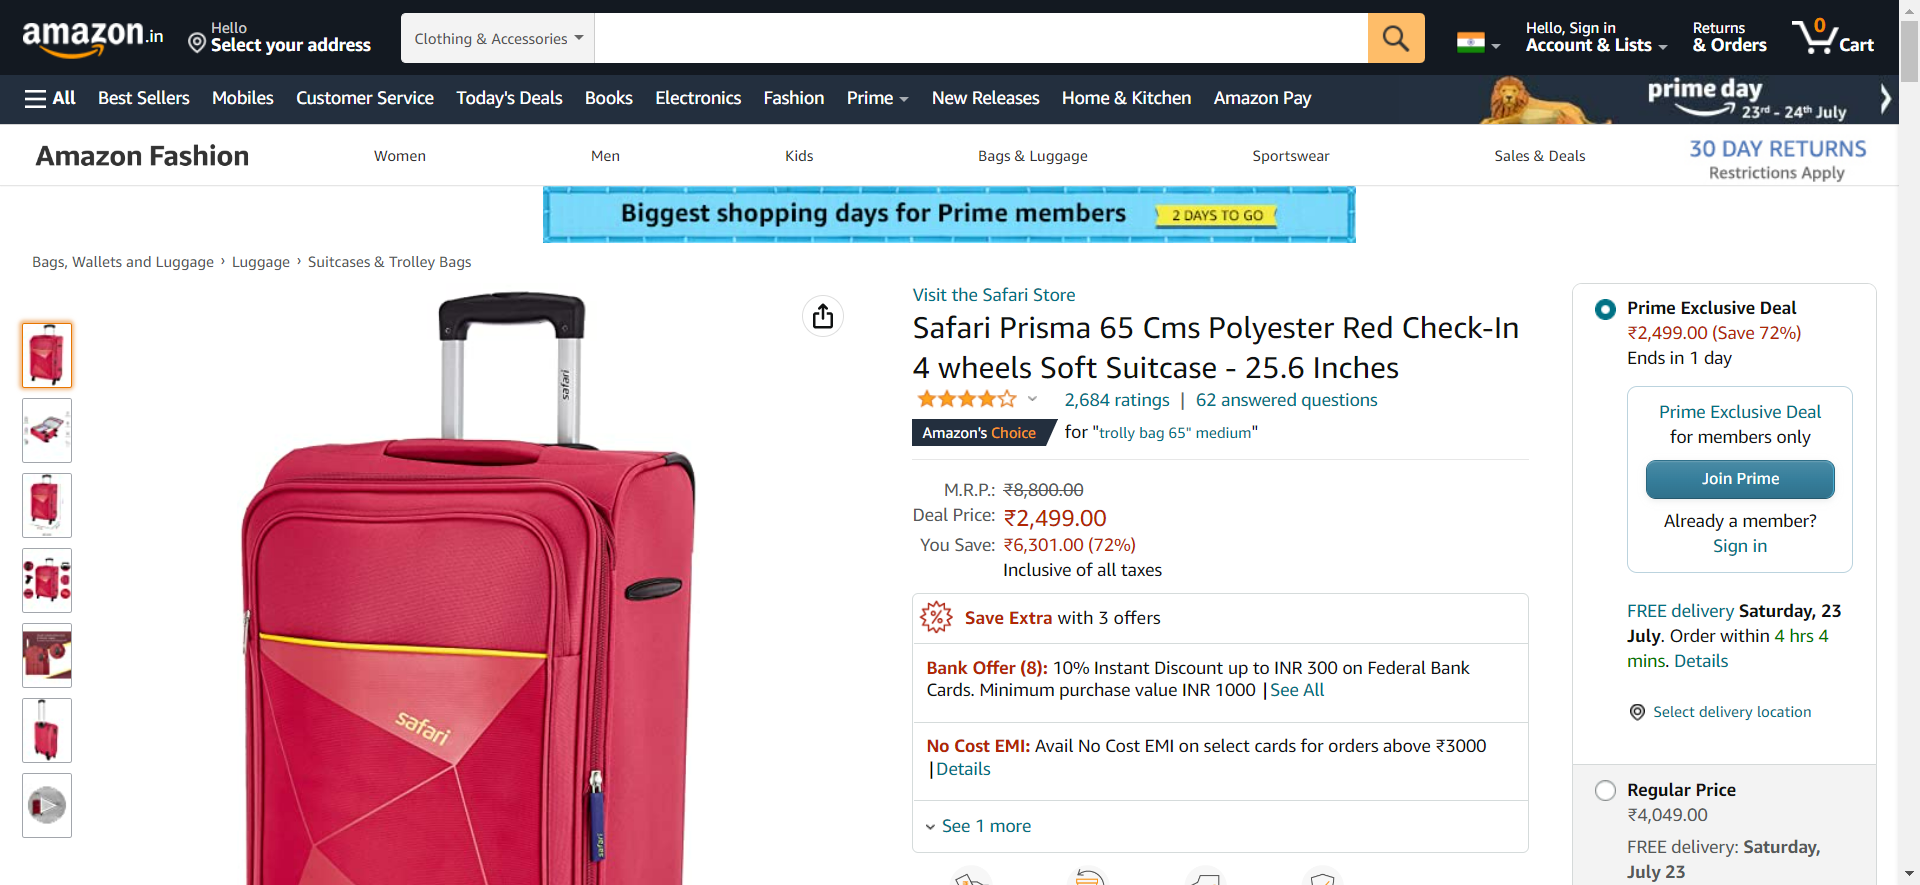 amazon.in
Hello
Select your address
Clothing & Accessories
Hello, Sign in
Account & Lists
Returns
& Orders
0
Cart
All
Best Sellers
Mobiles
Customer Service
Today's Deals
Books
Electronics
Fashion
Prime
New Releases
Home & Kitchen
Amazon Pay
prime day
23rd - 24th July
Amazon Fashion
Women
Men
Kids
Bags & Luggage
Sportswear
Sales & Deals
30 DAY RETURNS
Restrictions Apply
Biggest shopping days for Prime members
2 DAYS TO GO
Bags, Wallets and Luggage › Luggage › Suitcases & Trolley Bags
safari
safari
safari
Visit the Safari Store
Safari Prisma 65 Cms Polyester Red Check-In
4 wheels Soft Suitcase - 25.6 Inches
2,684 ratings | 62 answered questions
Amazon's Choice for "trolly bag 65" medium"
M.R.P.: ₹8,800.00
Deal Price: ₹2,499.00
You Save: ₹6,301.00 (72%)
Inclusive of all taxes
Save Extra with 3 offers
Bank Offer (8): 10% Instant Discount up to INR 300 on Federal Bank
Cards. Minimum purchase value INR 1000 | See All
No Cost EMI: Avail No Cost EMI on select cards for orders above ₹3000
| Details
See 1 more
Prime Exclusive Deal
₹2,499.00 (Save 72%)
Ends in 1 day
Prime Exclusive Deal
for members only
Join Prime
Already a member?
Sign in
FREE delivery Saturday, 23
July. Order within 4 hrs 4
mins. Details
Select delivery location
Regular Price
₹4,049.00
FREE delivery: Saturday,
July 23